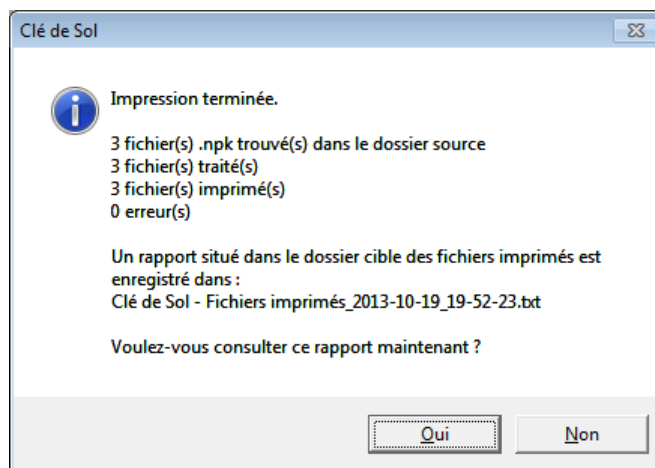 Clé de Sol
Impression terminée.
3 fichier(s) .npk trouvé(s) dans le dossier source
3 fichier(s) traité(s)
3 fichier(s) imprimé(s)
0 erreur(s)
Un rapport situé dans le dossier cible des fichiers imprimés est
enregistré dans :
Clé de Sol - Fichiers imprimés_2013-10-19_19-52-23.txt
Voulez-vous consulter ce rapport maintenant ?
Oui
Non